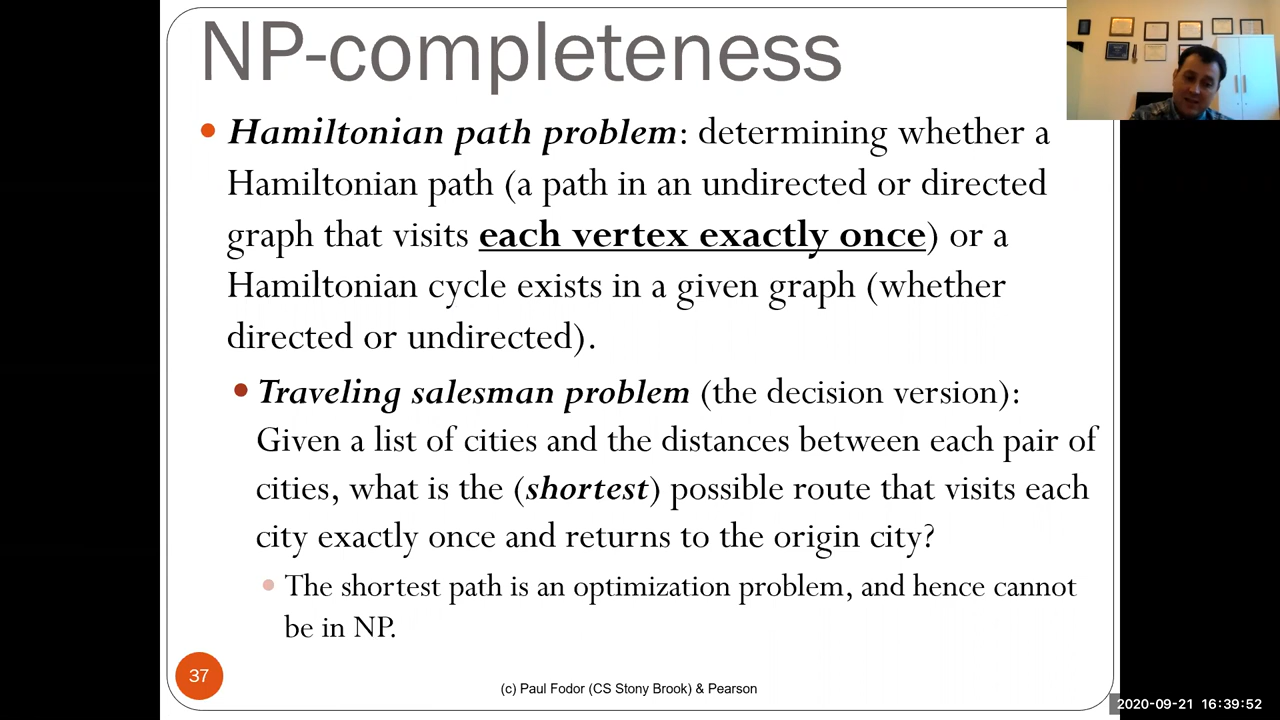 NP-completeness
Hamiltonian path problem: determining whether a
Hamiltonian path (a path in an undirected or directed
graph that visits each vertex exactly once) or a
Hamiltonian cycle exists in a given graph (whether
directed or undirected).
Traveling salesman problem (the decision version):
Given a list of cities and the distances between each pair of
cities, what is the (shortest) possible route that visits each
city exactly once and returns to the origin city?
The shortest path is an optimization problem, and hence cannot
be in NP.
37
(c) Paul Fodor (CS Stony Brook) & Pearson
2020-09-21 16:39:52